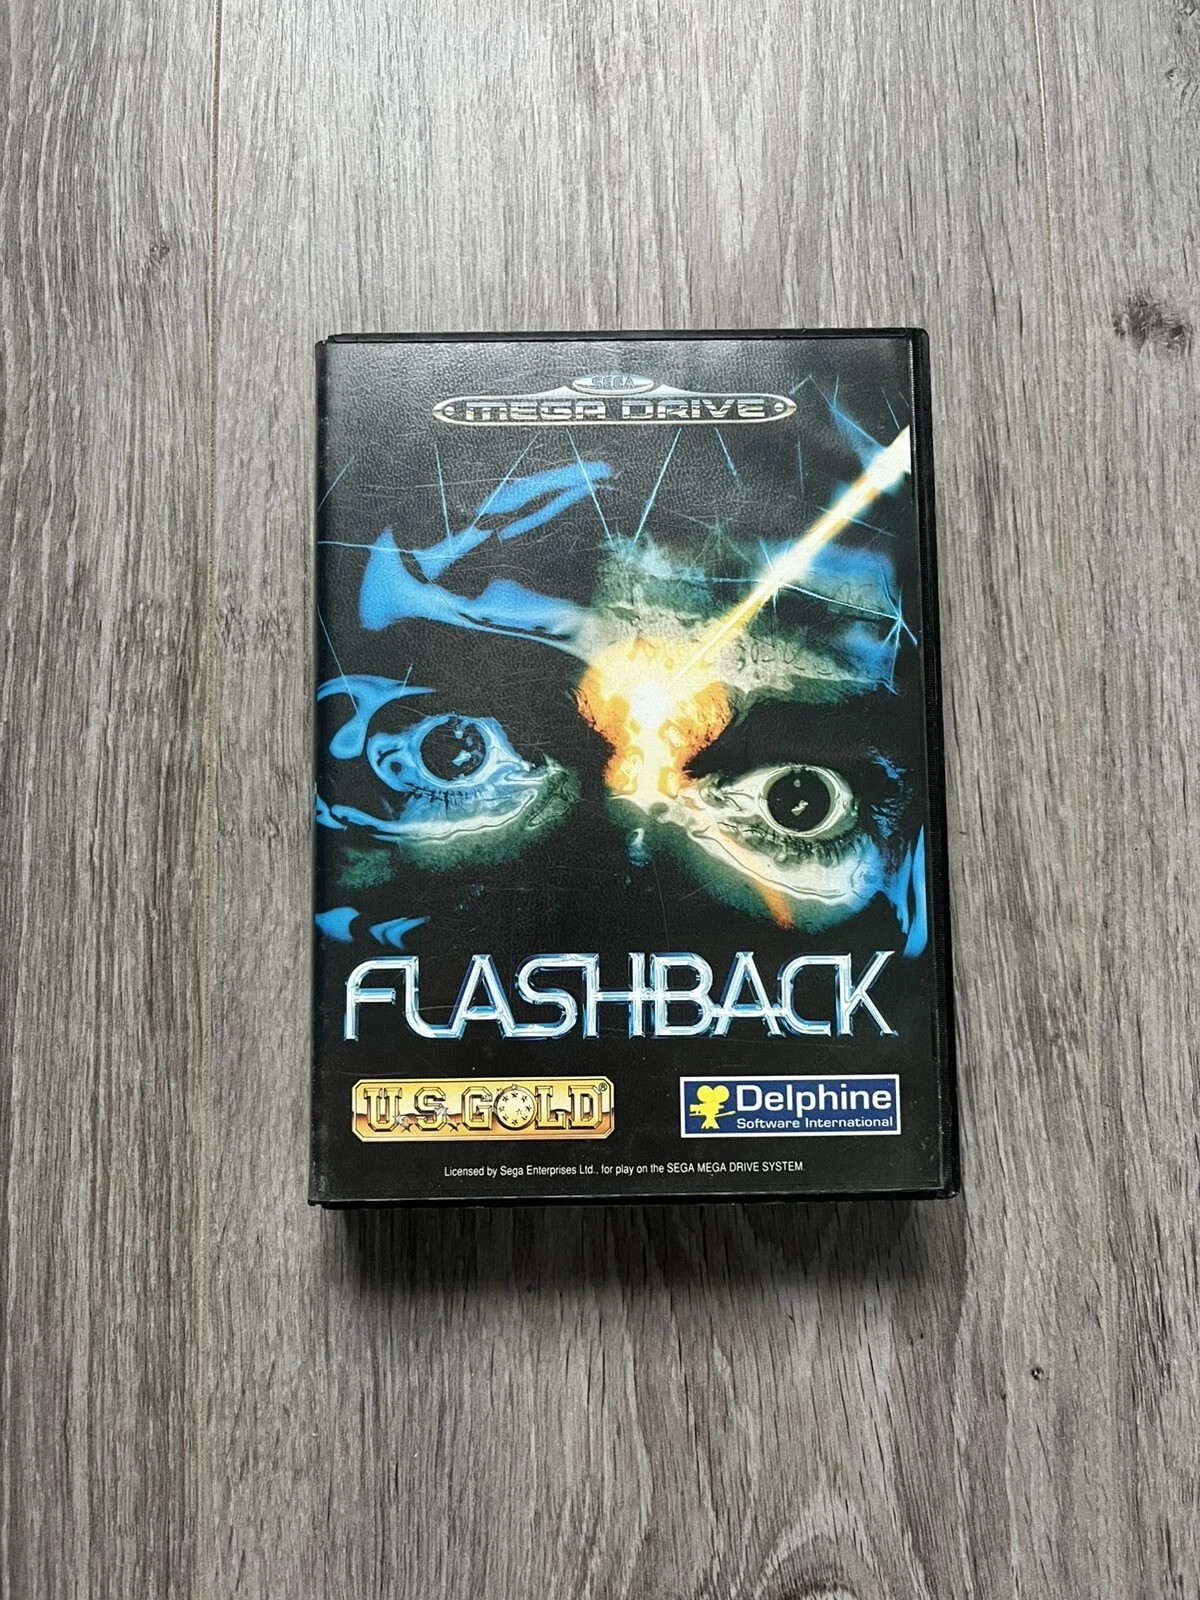 SEGA
MEGA DRIVE
FLASHBACK
U.S. GOLD®
Delphine
Software International
Licensed by Sega Enterprises Ltd., for play on the SEGA MEGA DRIVE SYSTEM